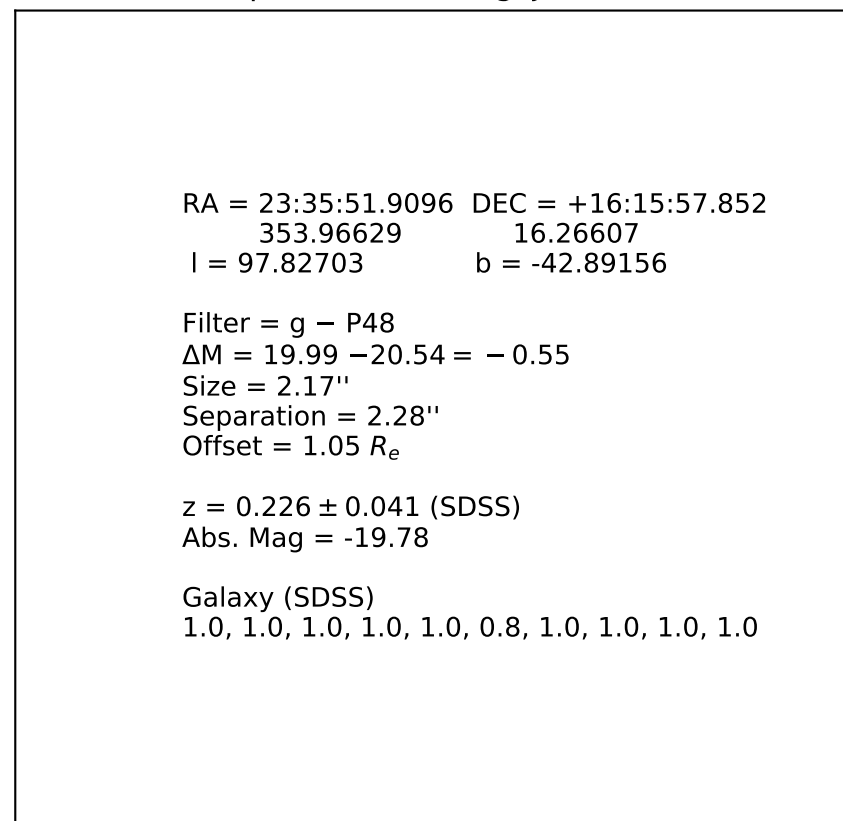 RA = 23:35:51.9096  DEC = +16:15:57.852
353.96629  16.26607
l = 97.82703  b = -42.89156
Filter = g − P48
ΔM = 19.99 −20.54 = − 0.55
Size = 2.17''
Separation = 2.28''
Offset = 1.05 Re
z = 0.226 ± 0.041 (SDSS)
Abs. Mag = -19.78
Galaxy (SDSS)
1.0, 1.0, 1.0, 1.0, 1.0, 0.8, 1.0, 1.0, 1.0, 1.0